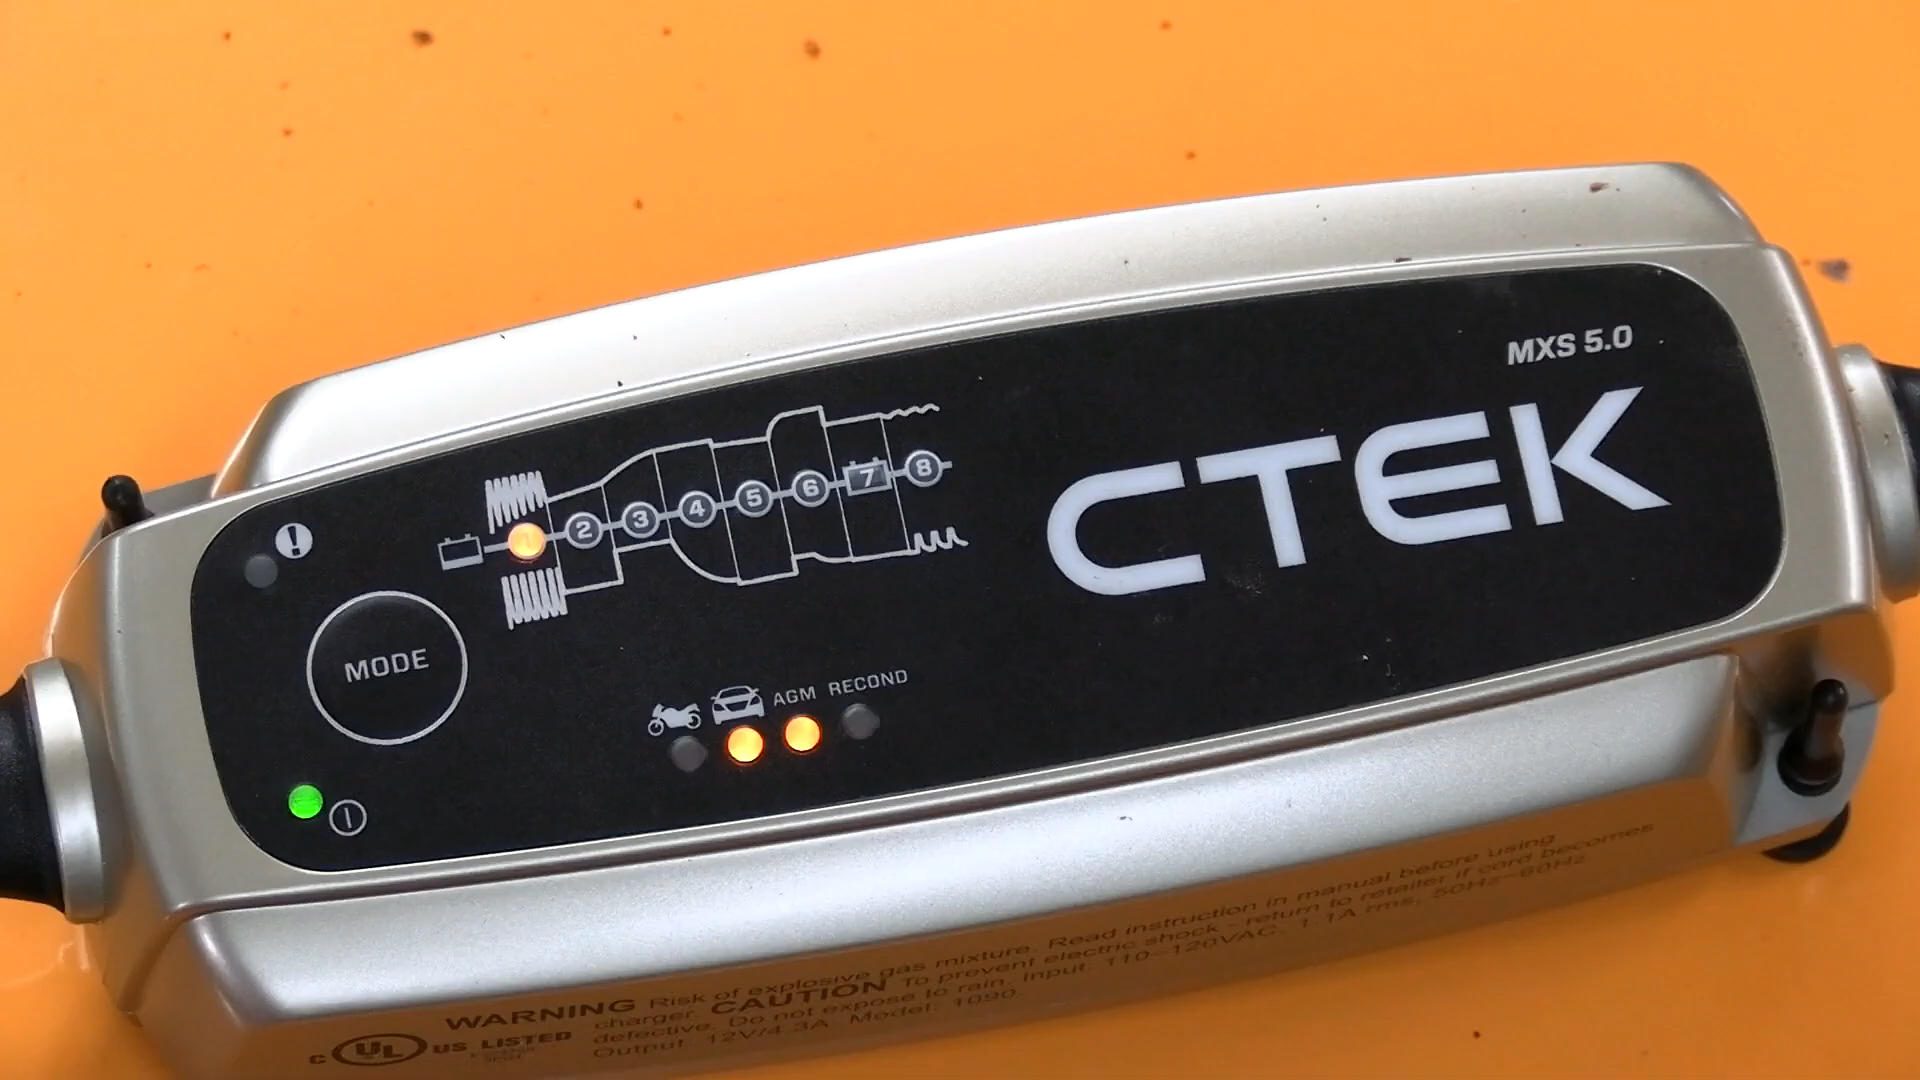 MXS 5.0
CTEK
!
1 2 3 4 5 6 7 8
MODE
AGM RECOND
WARNING Risk of explosive gas mixture. Read instruction in manual before using
charger. CAUTION To prevent electric shock - return to retailer if cord becomes
defective. Do not expose to rain. Input: 110–120VAC, 1.1A rms, 50Hz–60Hz.
Output: 12V/4.3A Model: 1090.
C UL US LISTED